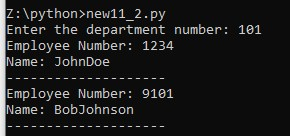 Z:\python>new11_2.py
Enter the department number: 101
Employee Number: 1234
Name: JohnDoe
--------------------
Employee Number: 9101
Name: BobJohnson
--------------------